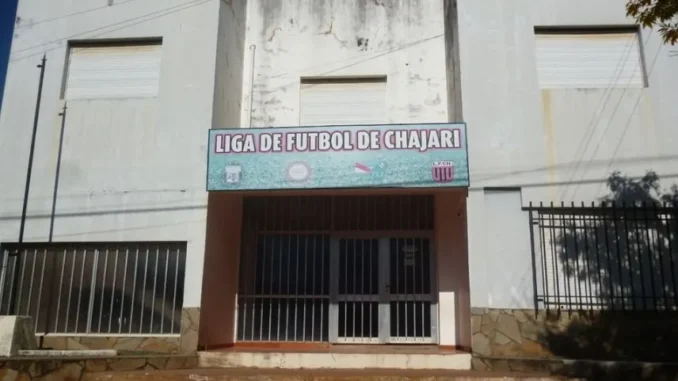 LIGA DE FUTBOL DE CHAJARI